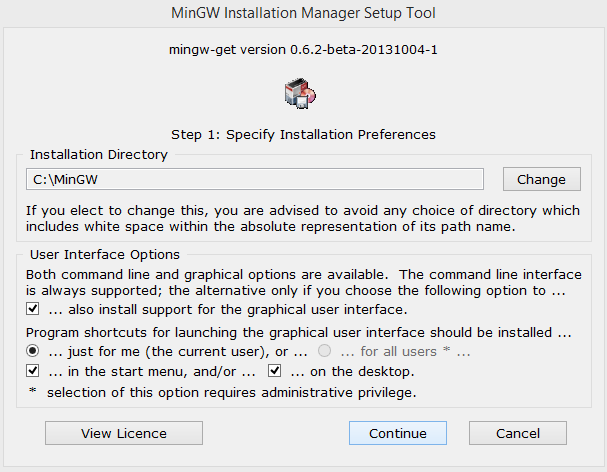 MinGW Installation Manager Setup Tool
mingw-get version 0.6.2-beta-20131004-1
Step 1: Specify Installation Preferences
Installation Directory
C:\MinGW
Change
If you elect to change this, you are advised to avoid any choice of directory which
includes white space within the absolute representation of its path name.
User Interface Options
Both command line and graphical options are available.  The command line interface
is always supported; the alternative only if you choose the following option to ...
... also install support for the graphical user interface.
Program shortcuts for launching the graphical user interface should be installed ...
... just for me (the current user), or ... ... for all users * ...
... in the start menu, and/or ... ... on the desktop.
* selection of this option requires administrative privilege.
View Licence Continue Cancel